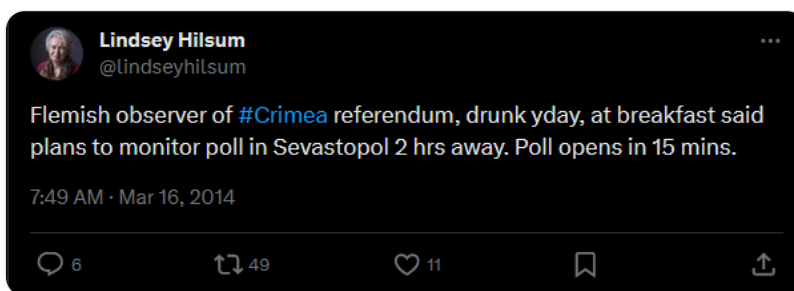 Lindsey Hilsum
@lindseyhilsum
Flemish observer of #Crimea referendum, drunk yday, at breakfast said
plans to monitor poll in Sevastopol 2 hrs away. Poll opens in 15 mins.
7:49 AM · Mar 16, 2014
6 49 11